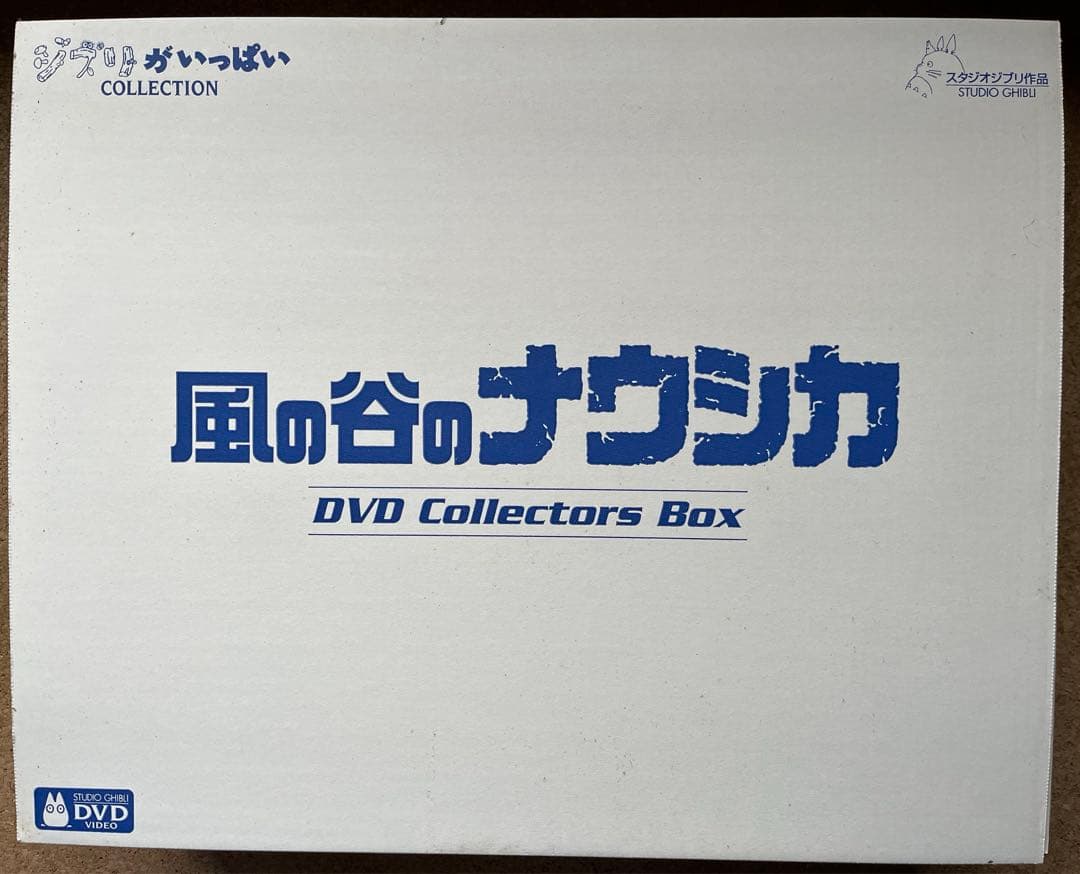 ジブリがいっぱい
COLLECTION
スタジオジブリ作品
STUDIO GHIBLI
風の谷のナウシカ
DVD Collectors Box
STUDIO GHIBLI
DVD
VIDEO